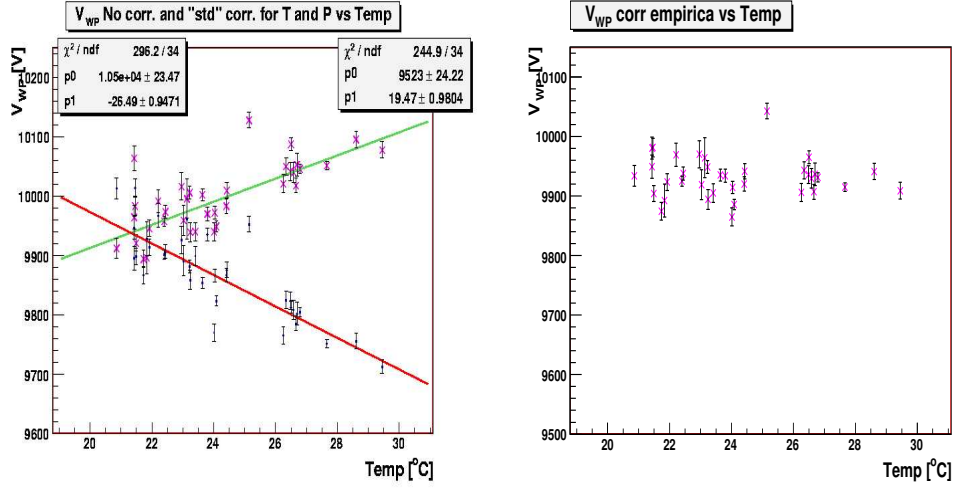 V_WP No corr. and "std" corr. for T and P vs Temp
χ² / ndf 296.2 / 34
p0 1.05e+04 ± 23.47
p1 -26.49 ± 0.9471
χ² / ndf 244.9 / 34
p0 9523 ± 24.22
p1 19.47 ± 0.9804
V_WP [V]
10200
10100
10000
9900
9800
9700
9600
20 22 24 26 28 30
Temp [°C]
V_WP corr empirica vs Temp
V_WP [V]
10100
10000
9900
9800
9700
9600
9500
20 22 24 26 28 30
Temp [°C]